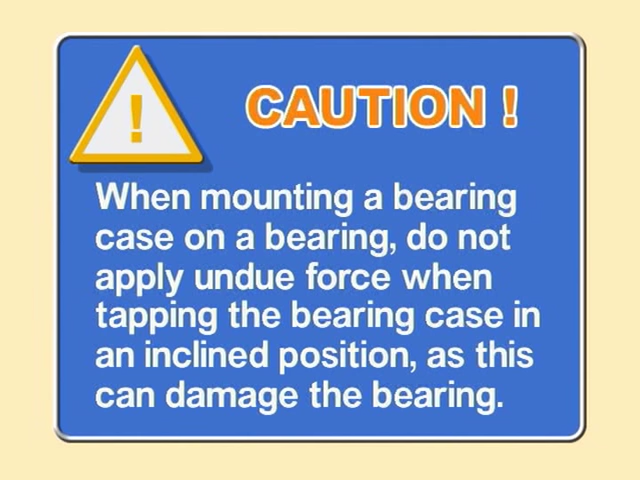 CAUTION !
When mounting a bearing
case on a bearing, do not
apply undue force when
tapping the bearing case in
an inclined position, as this
can damage the bearing.